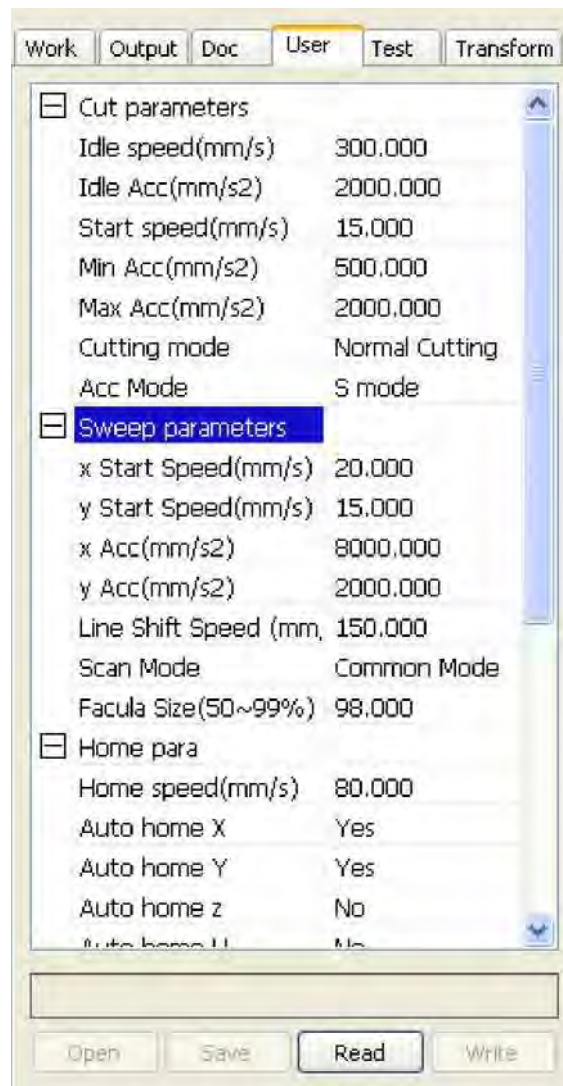 Work Output Doc User Test Transform
Cut parameters
Idle speed(mm/s) 300.000
Idle Acc(mm/s2) 2000.000
Start speed(mm/s) 15.000
Min Acc(mm/s2) 500.000
Max Acc(mm/s2) 2000.000
Cutting mode Normal Cutting
Acc Mode S mode
Sweep parameters
x Start Speed(mm/s) 20.000
y Start Speed(mm/s) 15.000
x Acc(mm/s2) 8000.000
y Acc(mm/s2) 2000.000
Line Shift Speed (mm, 150.000
Scan Mode Common Mode
Facula Size(50~99%) 98.000
Home para
Home speed(mm/s) 80.000
Auto home X Yes
Auto home Y Yes
Auto home z No
Auto home U No
Open Save Read Write